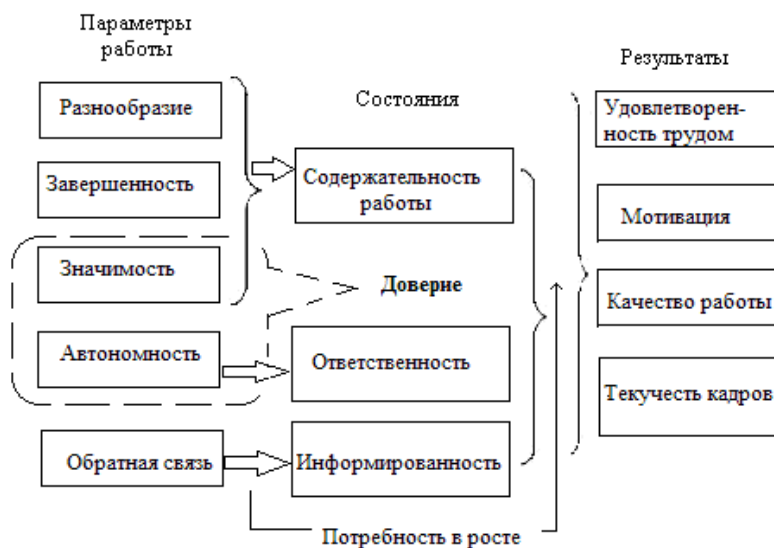 Параметры
работы
Разнообразие
Завершенность
Значимость
Автономность
Обратная связь
Состояния
Содержательность
работы
Доверие
Ответственность
Информированность
Потребность в росте
Результаты
Удовлетворен-
ность трудом
Мотивация
Качество работы
Текучесть кадров